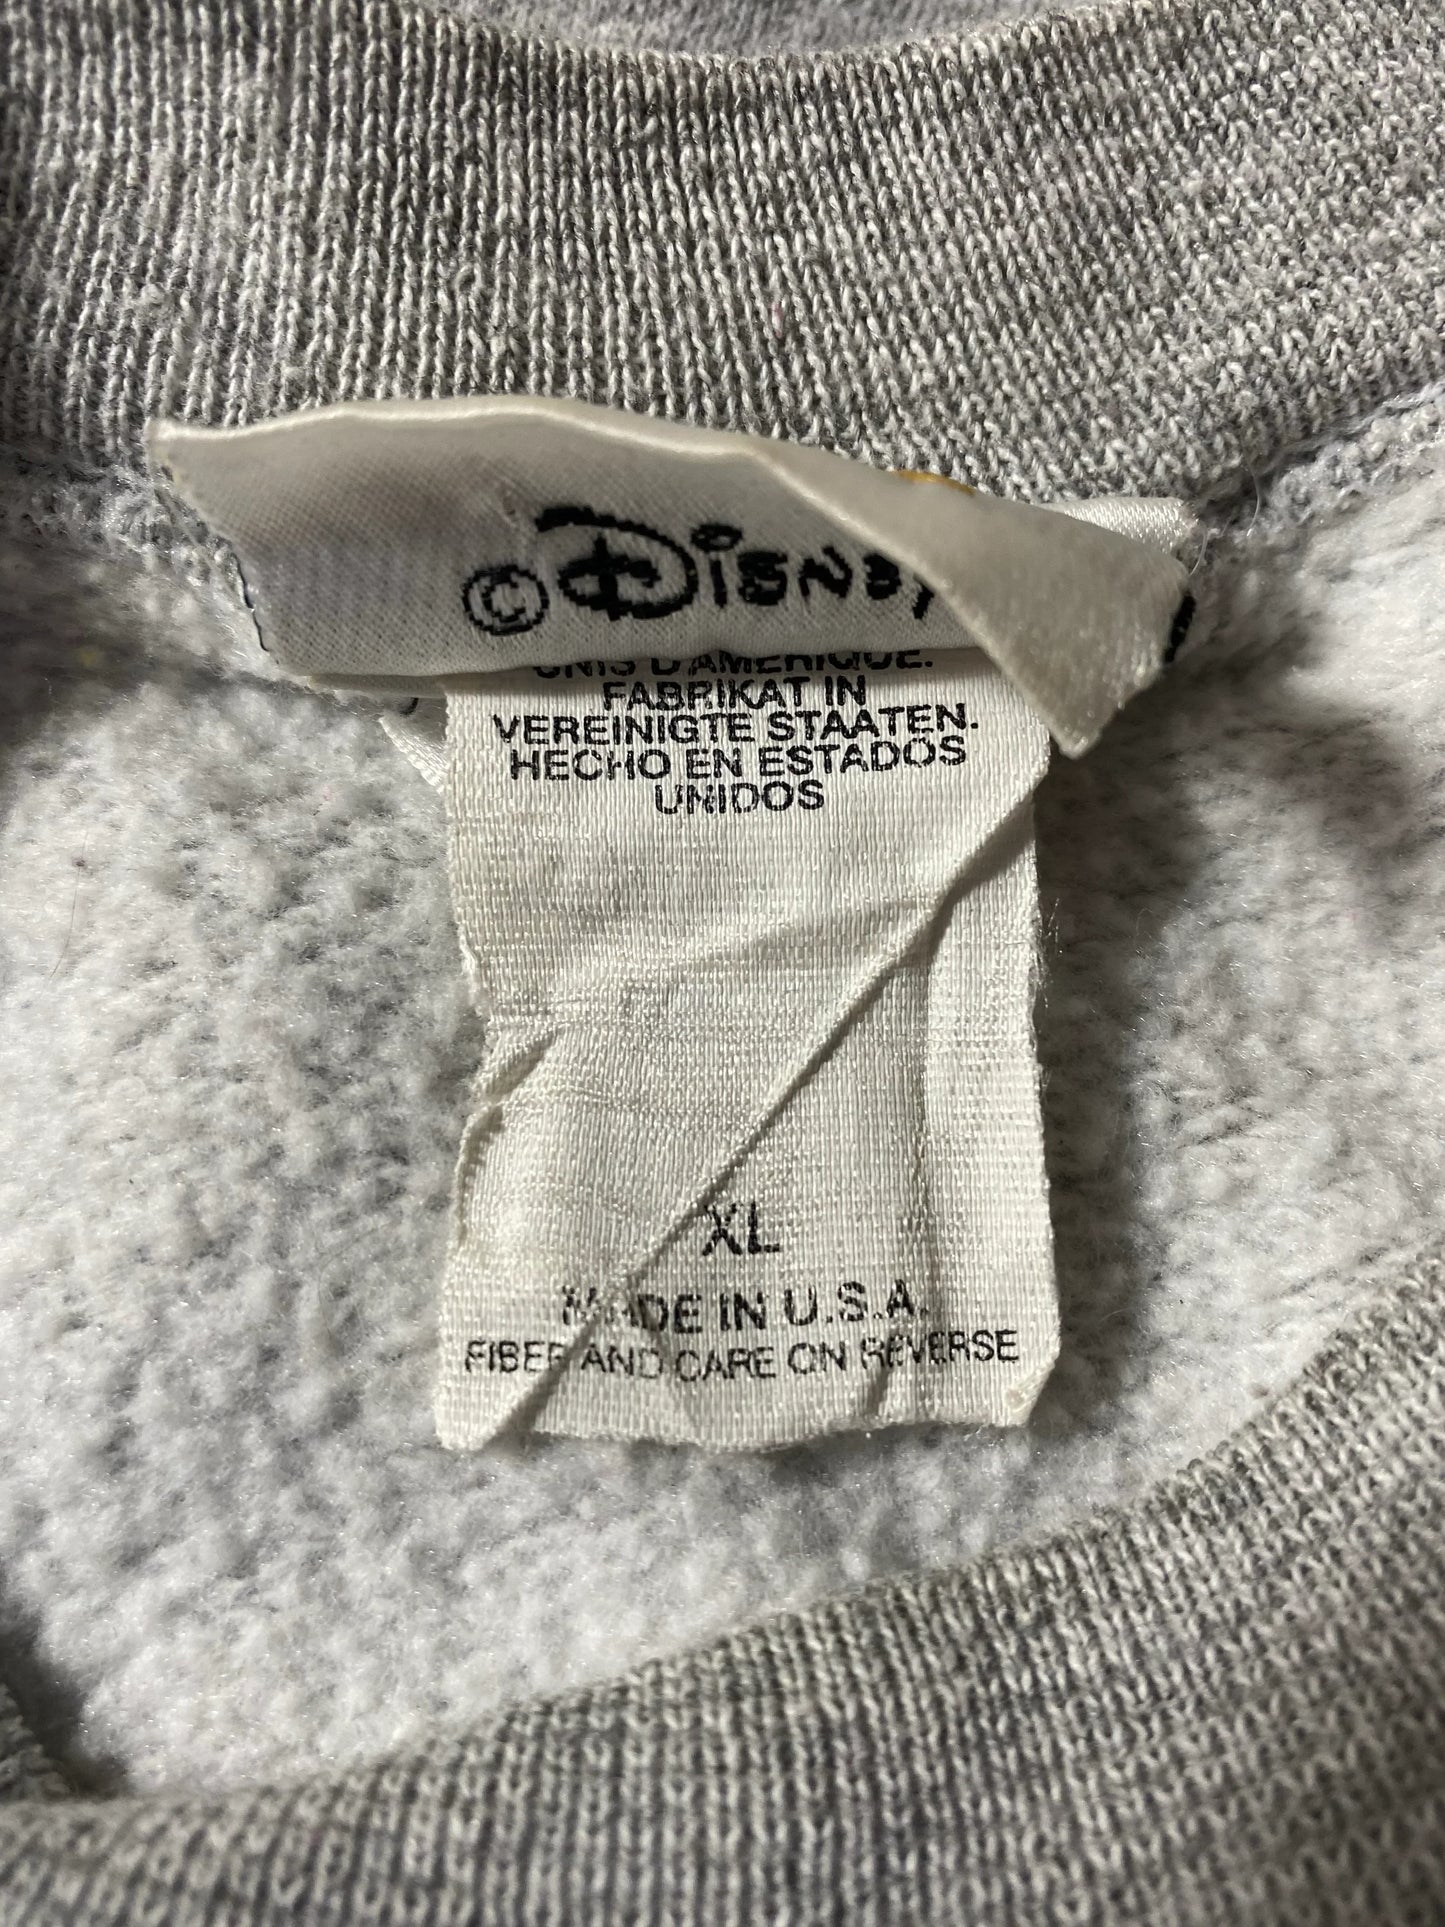 © Disney
UNIS D'AMERIQUE.
FABRIKAT IN
VEREINIGTE STAATEN.
HECHO EN ESTADOS
UNIDOS
XL
MADE IN U.S.A.
FIBER AND CARE ON REVERSE